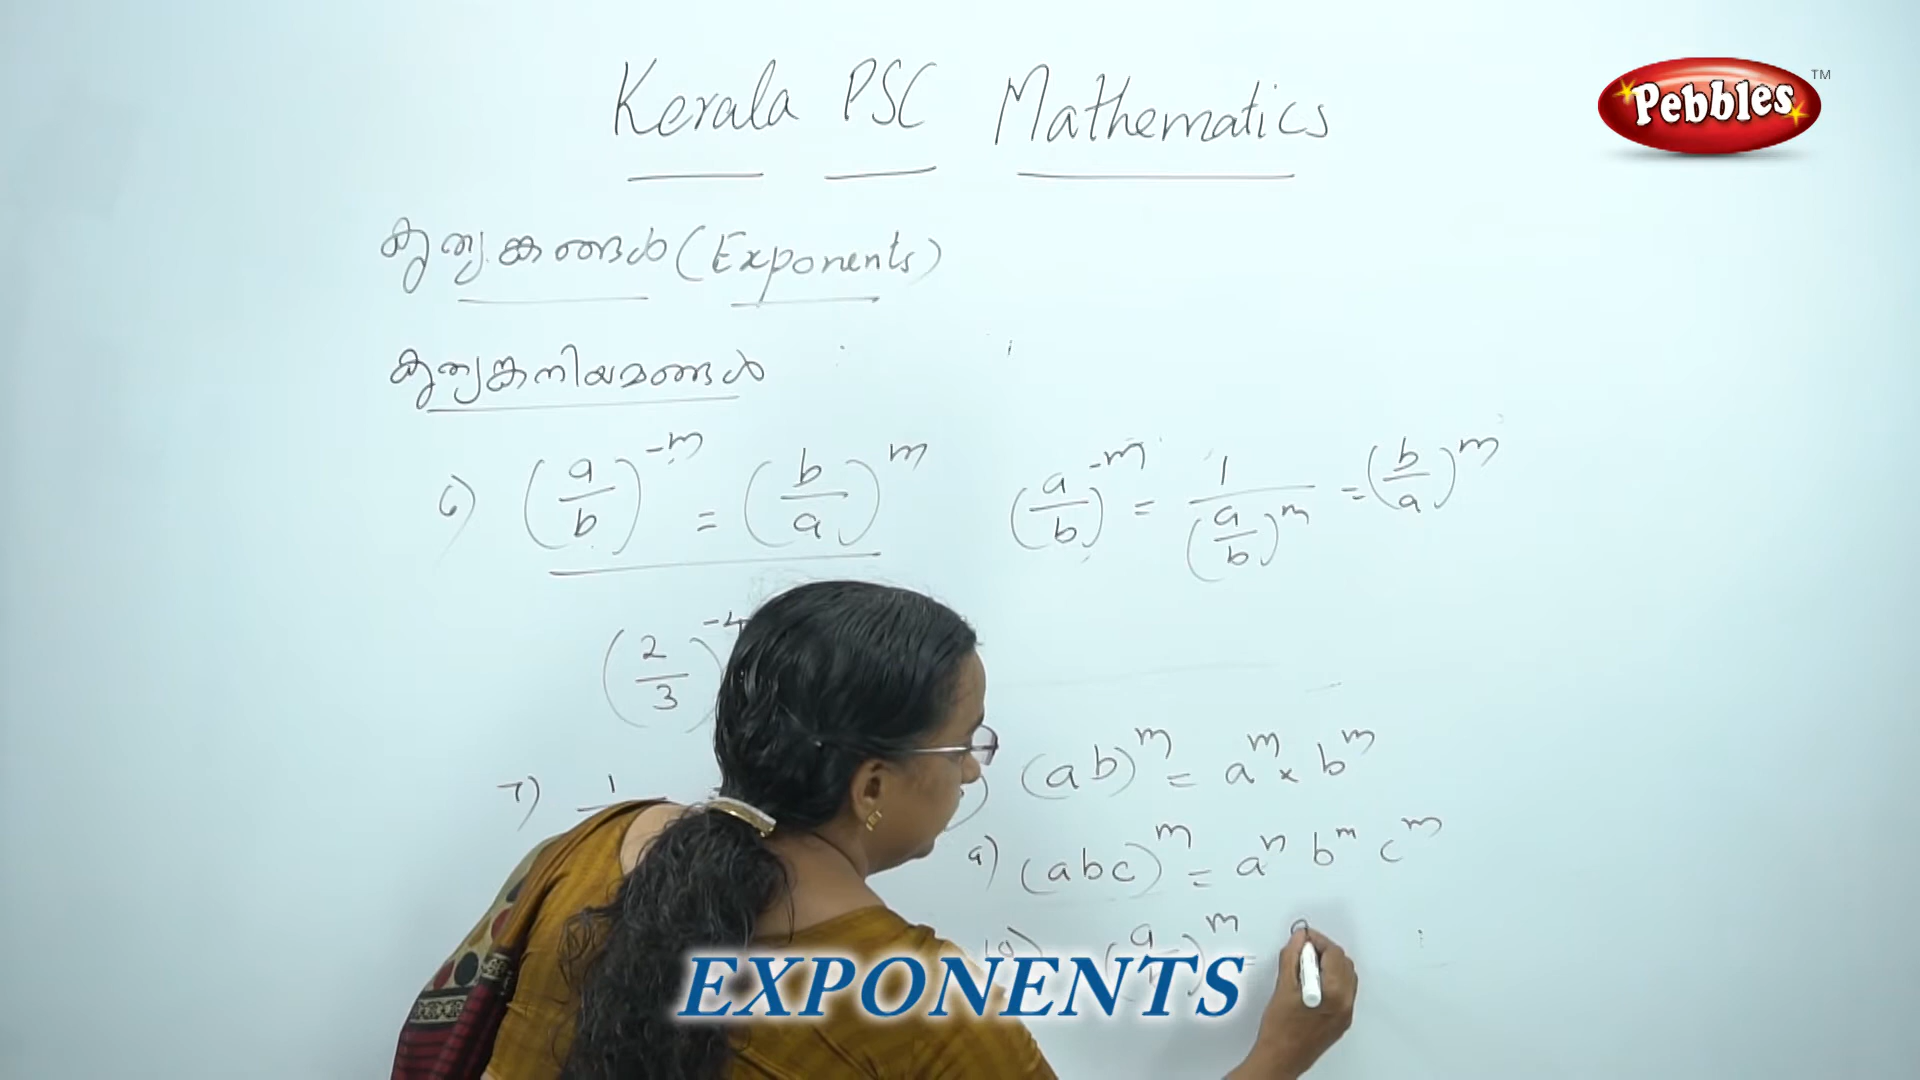 Kerala PSC Mathematics
Pebbles TM
കൃത്യങ്കങ്ങൾ (Exponents)
കൃത്യങ്കനിയമങ്ങൾ
6) (a/b)^-m = (b/a)^m
(a/b)^-m = 1/(a/b)^m = (b/a)^m
(2/3)^-4
7) 1
(ab)^m = a^m × b^m
9) (abc)^m = a^m b^m c^m
10) (a/b)^m =
EXPONENTS